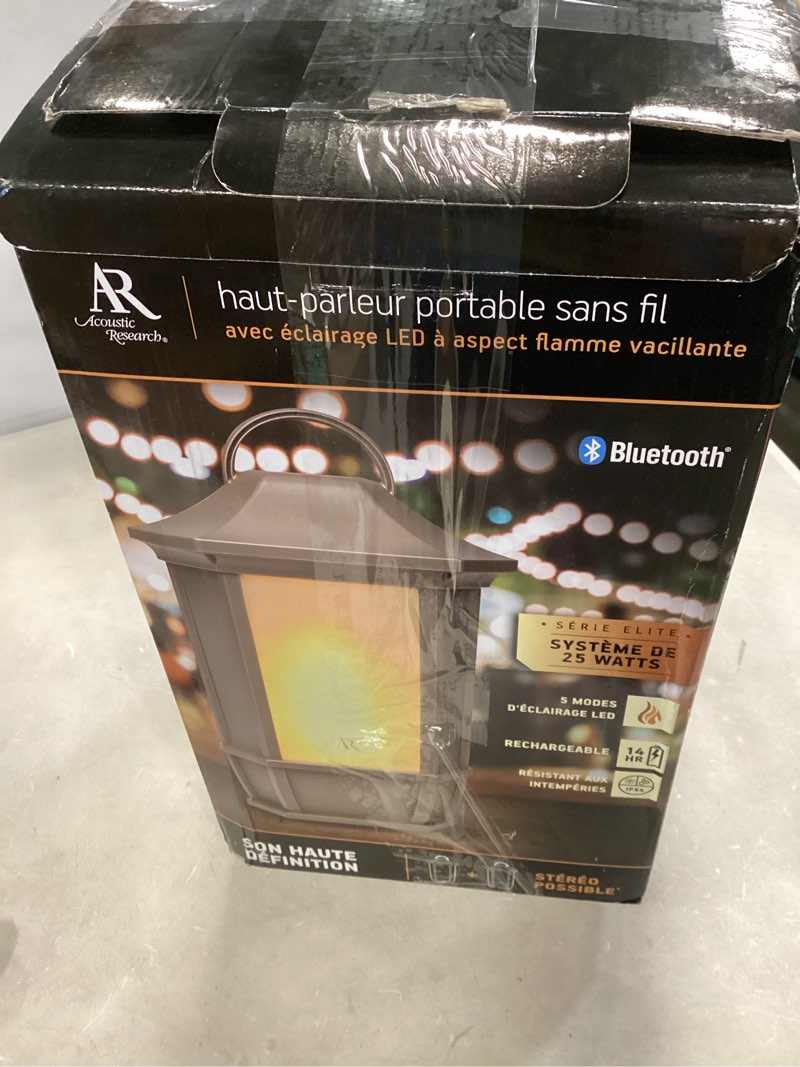 AR
Acoustic
Research®
haut-parleur portable sans fil
avec éclairage LED à aspect flamme vacillante
Bluetooth®
AR
• SÉRIE ELITE •
SYSTÈME DE
25 WATTS
5 MODES
D'ÉCLAIRAGE LED
RECHARGEABLE
14
HR
RÉSISTANT AUX
INTEMPÉRIES
SON HAUTE
DÉFINITION
+
STÉRÉO
POSSIBLE*